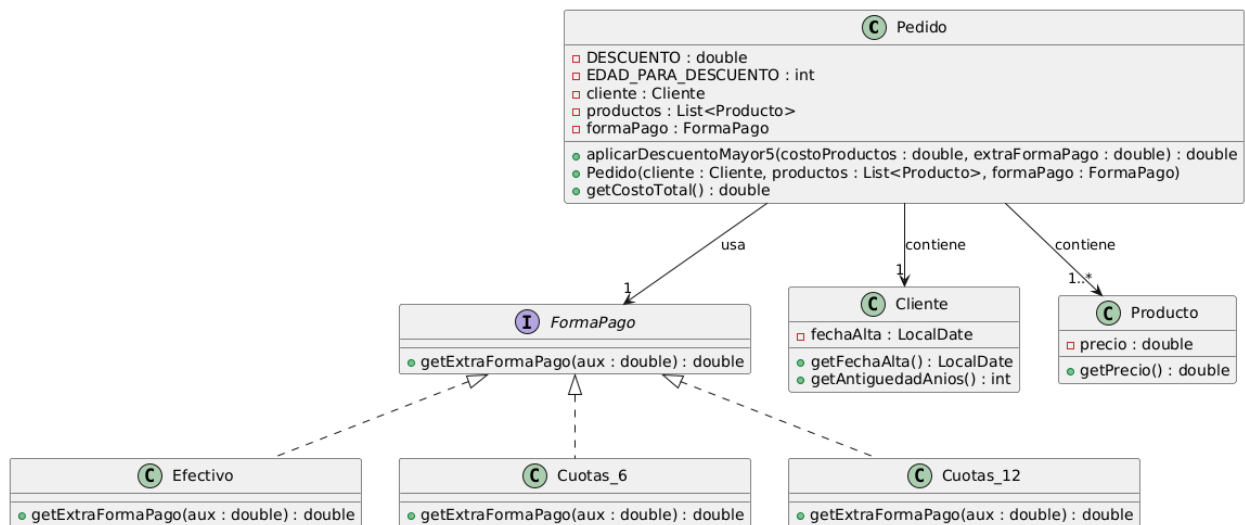 C Pedido
DESCUENTO : double
EDAD_PARA_DESCUENTO : int
cliente : Cliente
productos : List<Producto>
formaPago : FormaPago
aplicarDescuentoMayor5(costoProductos : double, extraFormaPago : double) : double
Pedido(cliente : Cliente, productos : List<Producto>, formaPago : FormaPago)
getCostoTotal() : double
usa
contiene
contiene
1
1
1..*
I FormaPago
getExtraFormaPago(aux : double) : double
C Cliente
fechaAlta : LocalDate
getFechaAlta() : LocalDate
getAntiguedadAnios() : int
C Producto
precio : double
getPrecio() : double
C Efectivo
getExtraFormaPago(aux : double) : double
C Cuotas_6
getExtraFormaPago(aux : double) : double
C Cuotas_12
getExtraFormaPago(aux : double) : double